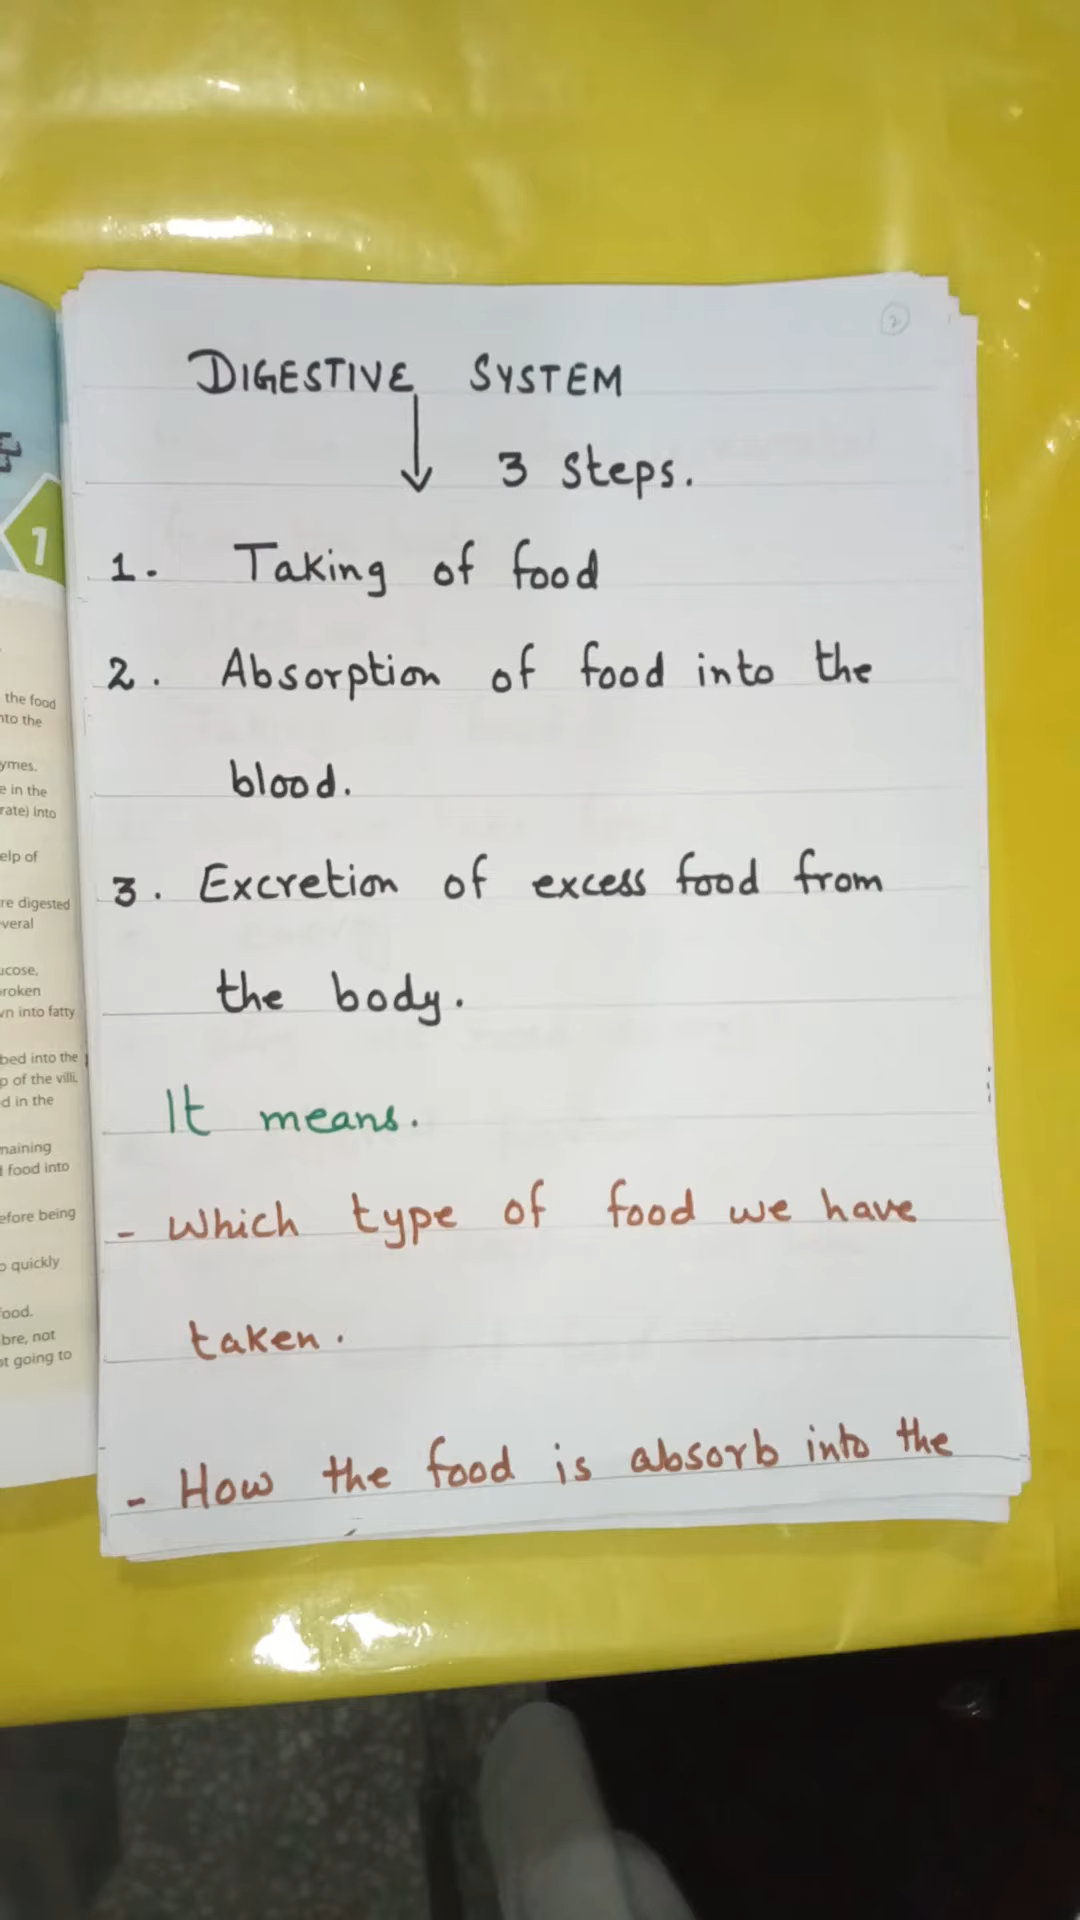 2
DIGESTIVE SYSTEM
3 steps.
1. Taking of food
2. Absorption of food into the
blood.
3. Excretion of excess food from
the body.
It means.
- Which type of food we have
taken.
- How the food is absorb into the
1
the food
nto the
ymes.
e in the
rate) into
elp of
re digested
veral
ucose,
roken
vn into fatty
bed into the
p of the villi,
d in the
naining
food into
efore being
o quickly
ood.
bre, not
ot going to